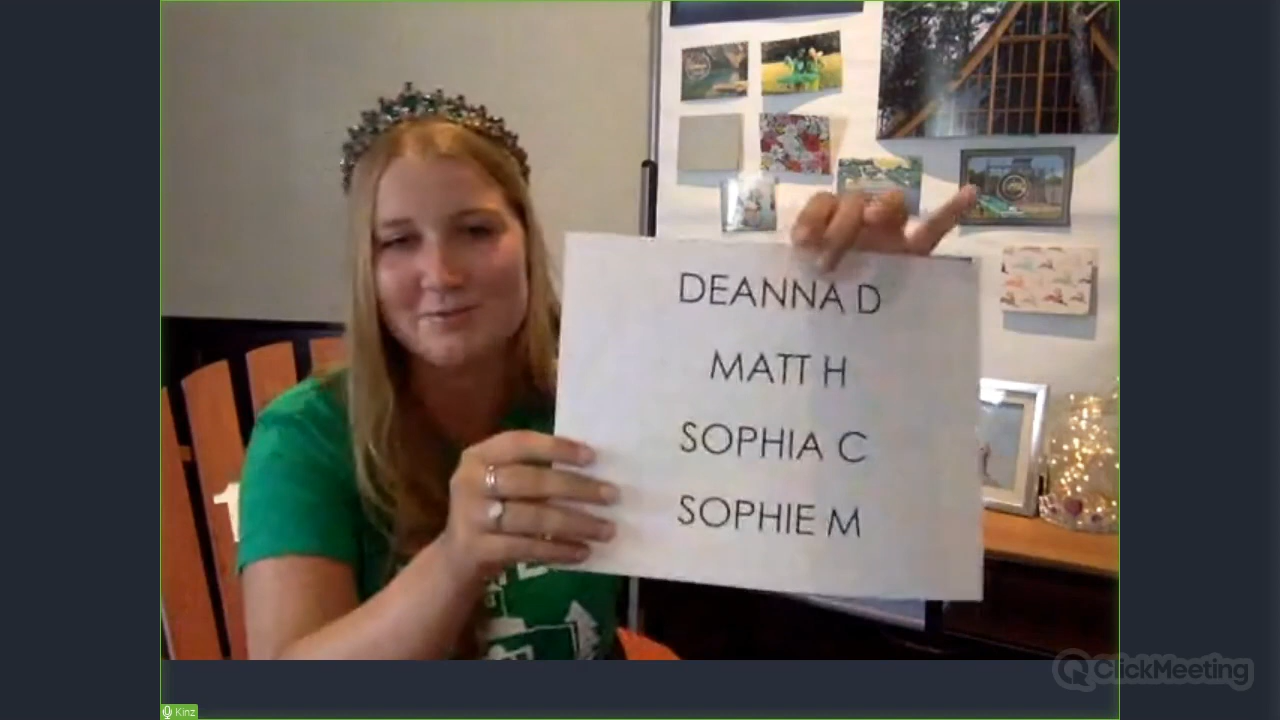 DEANNA D
MATT H
SOPHIA C
SOPHIE M
ClickMeeting
Kinz